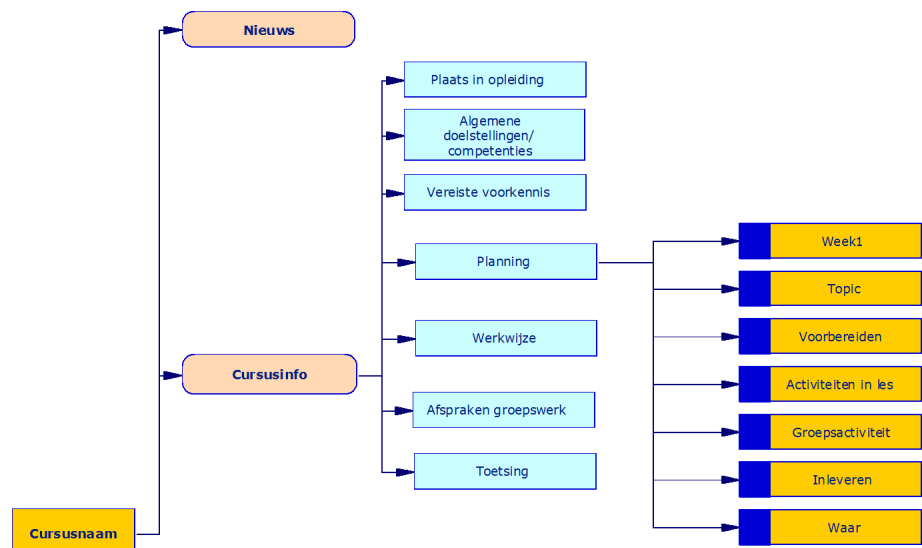 Nieuws
Plaats in opleiding
Algemene
doelstellingen/
competenties
Vereiste voorkennis
Planning
Week1
Topic
Voorbereiden
Activiteiten in les
Groepsactiviteit
Inleveren
Waar
Werkwijze
Cursusinfo
Afspraken groepswerk
Toetsing
Cursusnaam